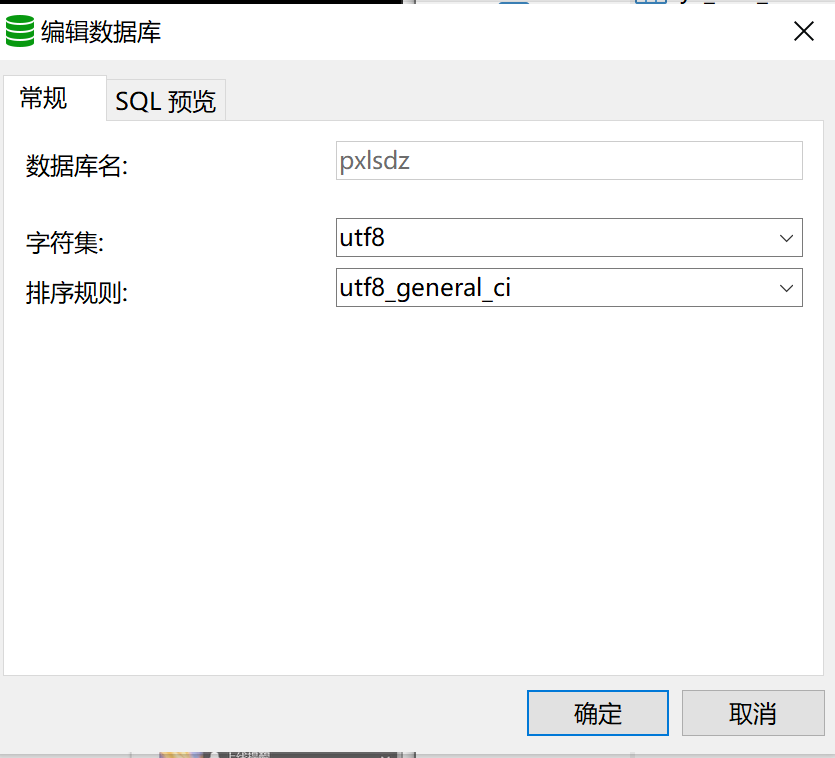 编辑数据库
常规
SQL 预览
数据库名:
pxlsdz
字符集:
utf8
排序规则:
utf8_general_ci
确定
取消